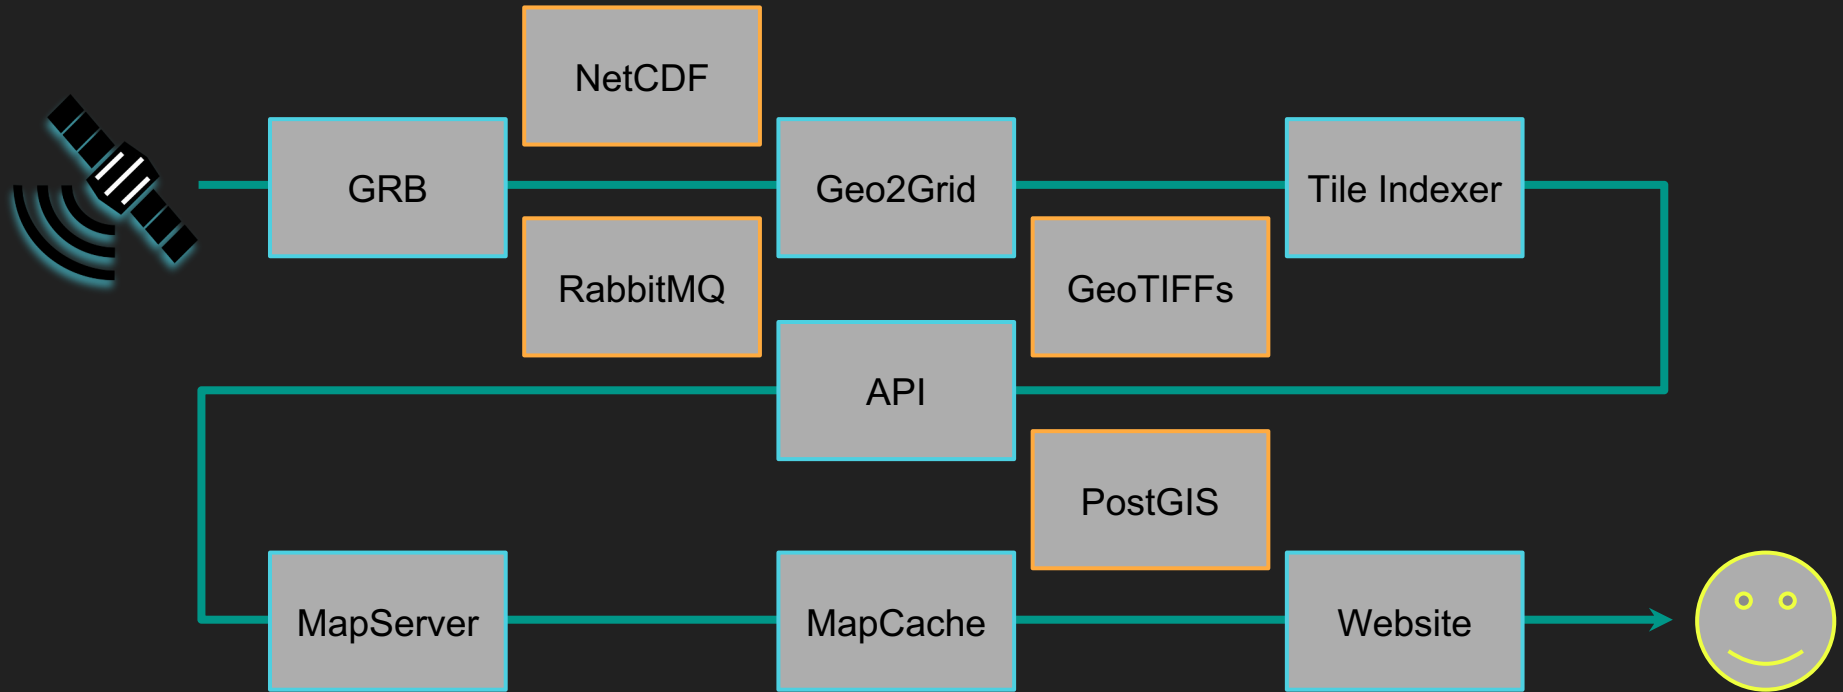 NetCDF
GRB
Geo2Grid
Tile Indexer
RabbitMQ
GeoTIFFs
API
PostGIS
MapServer
MapCache
Website